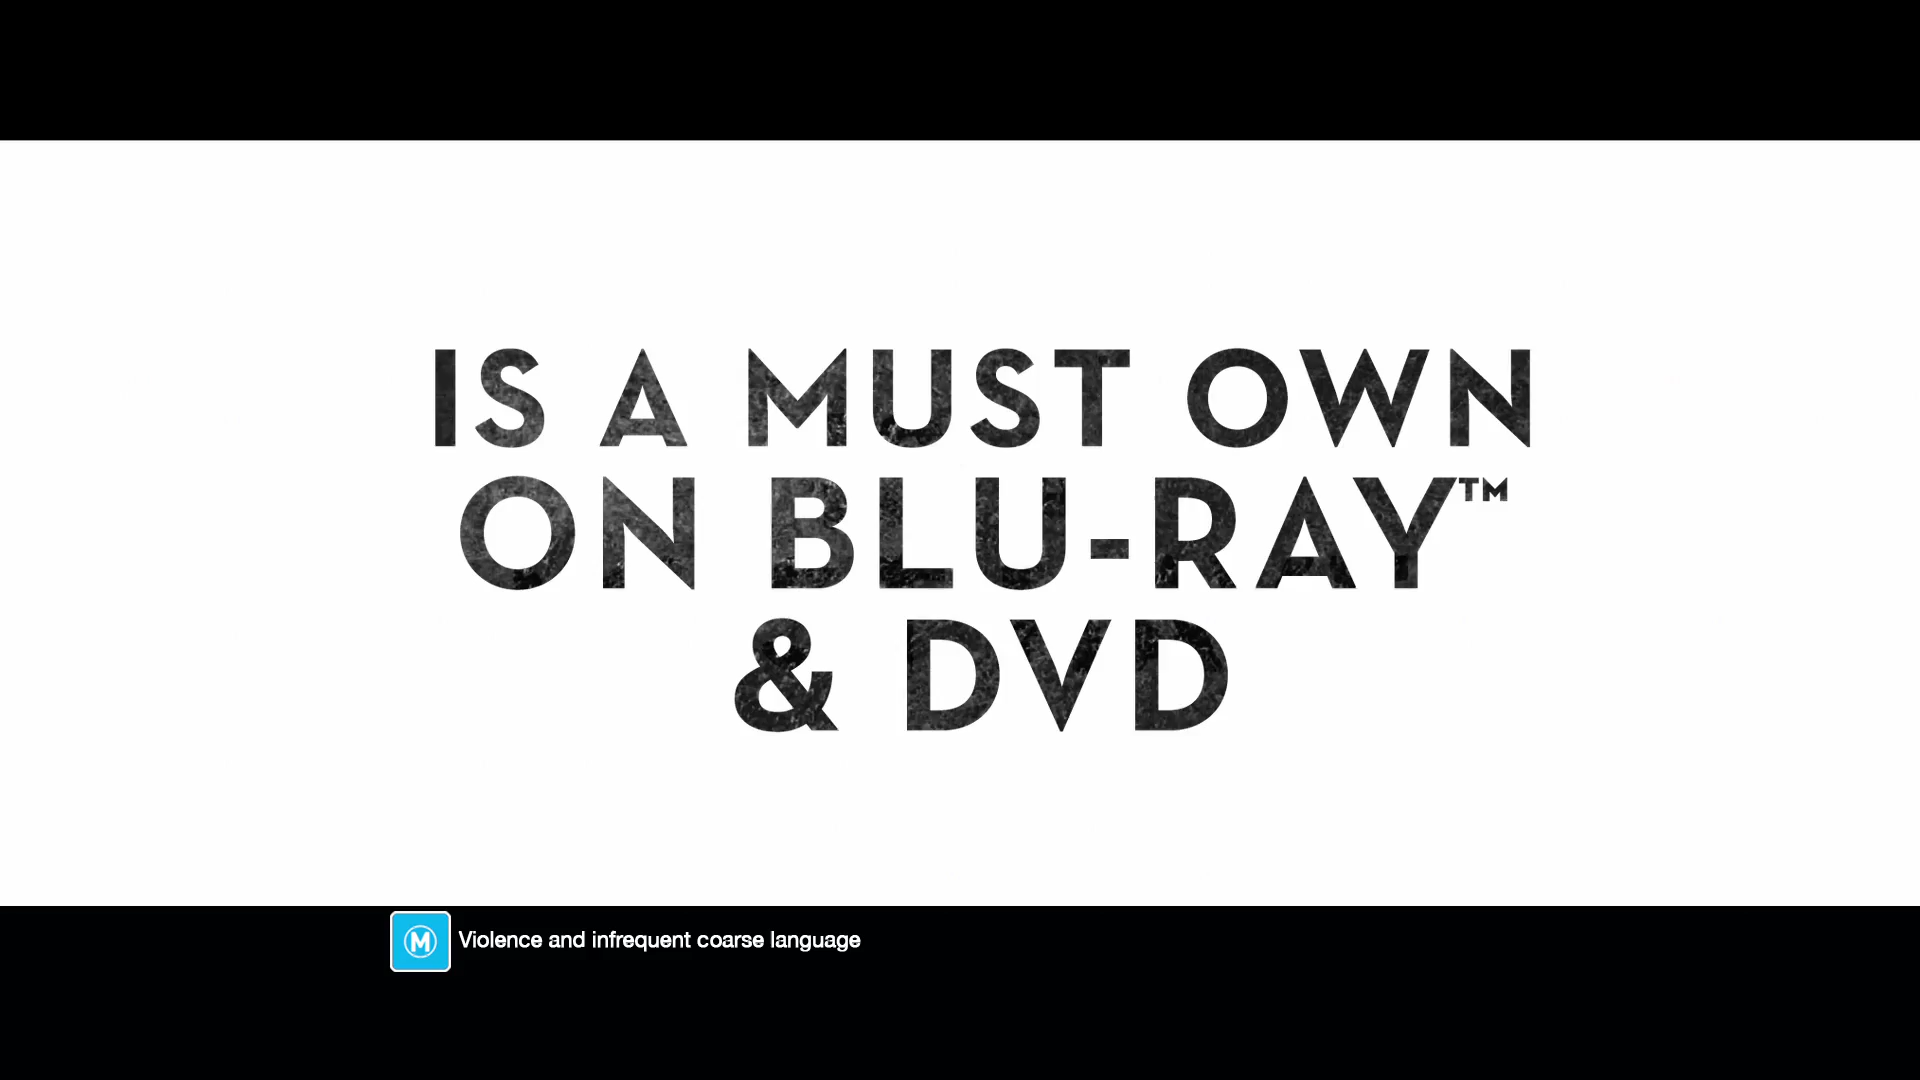 IS A MUST OWN
ON BLU-RAY™
& DVD
M Violence and infrequent coarse language